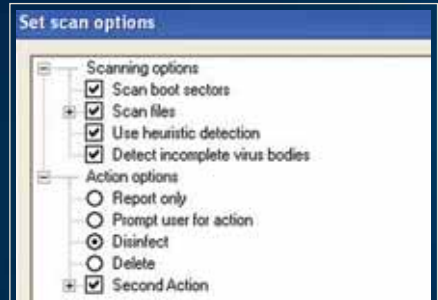 Set scan options
Scanning options
Scan boot sectors
Scan files
Use heuristic detection
Detect incomplete virus bodies
Action options
Report only
Prompt user for action
Disinfect
Delete
Second Action